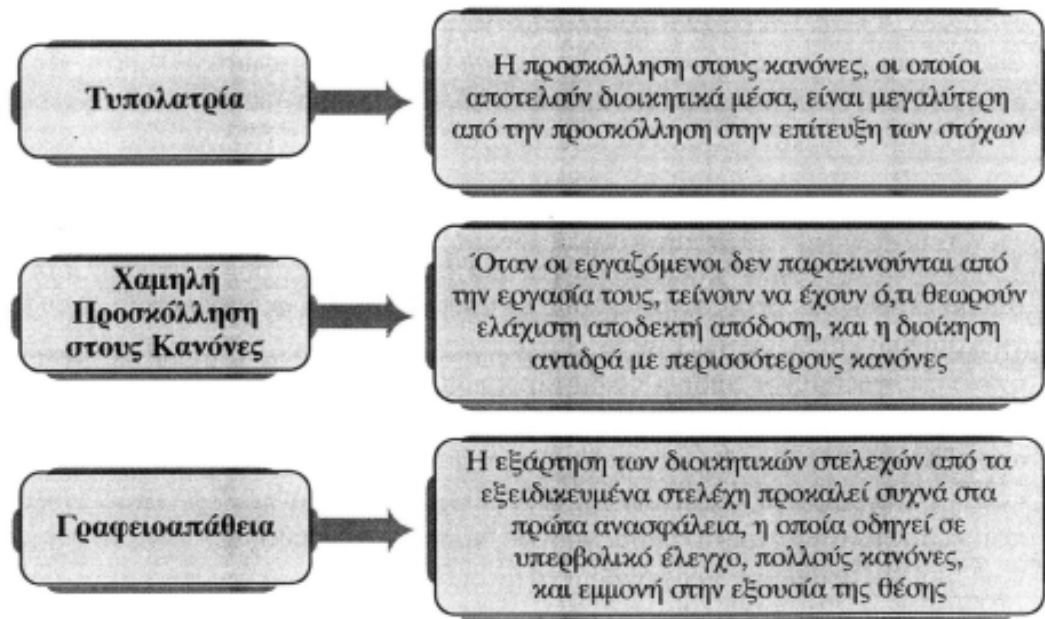 Τυπολατρία
Η προσκόλληση στους κανόνες, οι οποίοι
αποτελούν διοικητικά μέσα, είναι μεγαλύτερη
από την προσκόλληση στην επίτευξη των στόχων
Χαμηλή
Προσκόλληση
στους Κανόνες
Όταν οι εργαζόμενοι δεν παρακινούνται από
την εργασία τους, τείνουν να έχουν ό,τι θεωρούν
ελάχιστη αποδεκτή απόδοση, και η διοίκηση
αντιδρά με περισσότερους κανόνες
Γραφειοαπάθεια
Η εξάρτηση των διοικητικών στελεχών από τα
εξειδικευμένα στελέχη προκαλεί συχνά στα
πρώτα ανασφάλεια, η οποία οδηγεί σε
υπερβολικό έλεγχο, πολλούς κανόνες,
και εμμονή στην εξουσία της θέσης